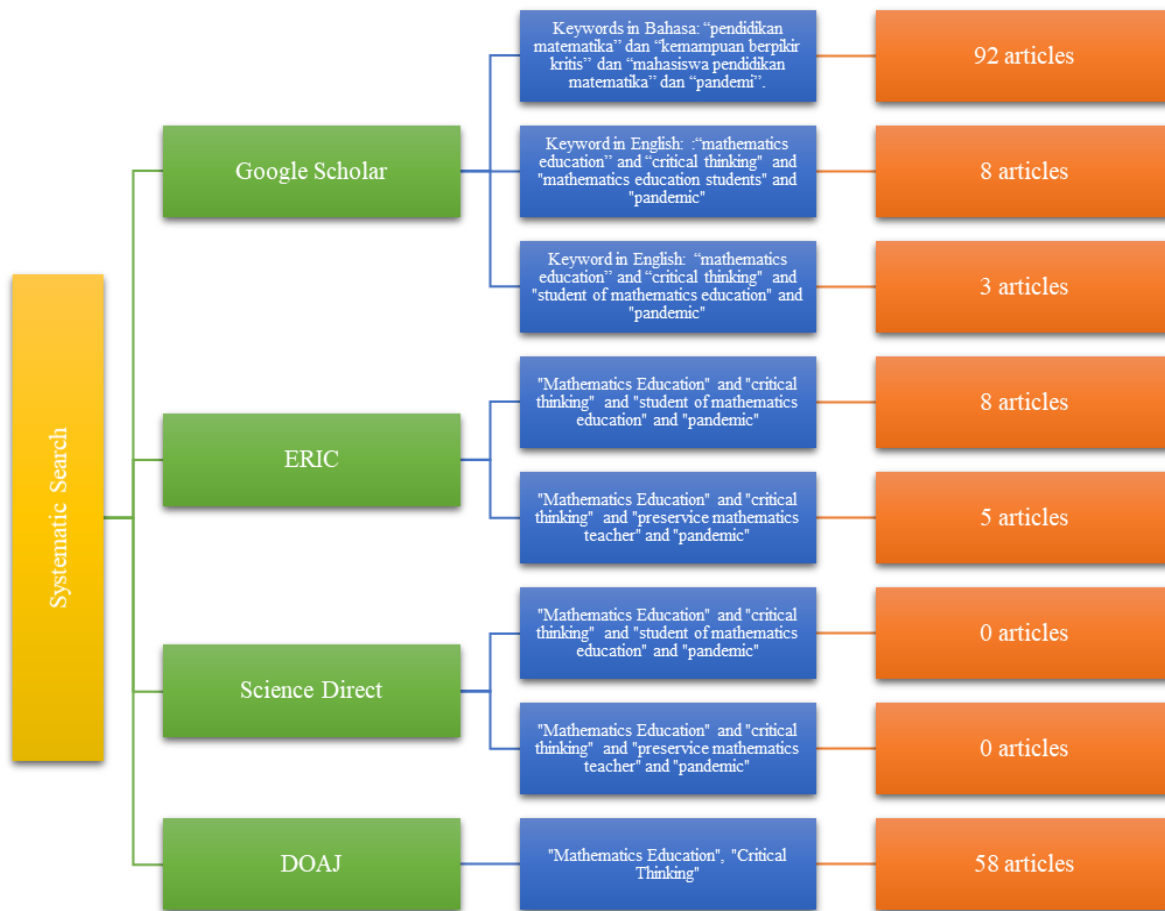 Systematic Search
Google Scholar
Keywords in Bahasa: “pendidikan
matematika” dan “kemampuan berpikir
kritis” dan “mahasiswa pendidikan
matematika” dan “pandemi”.
92 articles
Keyword in English: :“mathematics
education” and “critical thinking" and
"mathematics education students" and
"pandemic"
8 articles
Keyword in English: “mathematics
education” and “critical thinking" and
"student of mathematics education" and
"pandemic"
3 articles
ERIC
"Mathematics Education" and "critical
thinking" and "student of mathematics
education" and "pandemic"
8 articles
"Mathematics Education" and "critical
thinking" and "preservice mathematics
teacher" and "pandemic"
5 articles
Science Direct
"Mathematics Education" and "critical
thinking" and "student of mathematics
education" and "pandemic"
0 articles
"Mathematics Education" and "critical
thinking" and "preservice mathematics
teacher" and "pandemic"
0 articles
DOAJ
"Mathematics Education", "Critical
Thinking"
58 articles